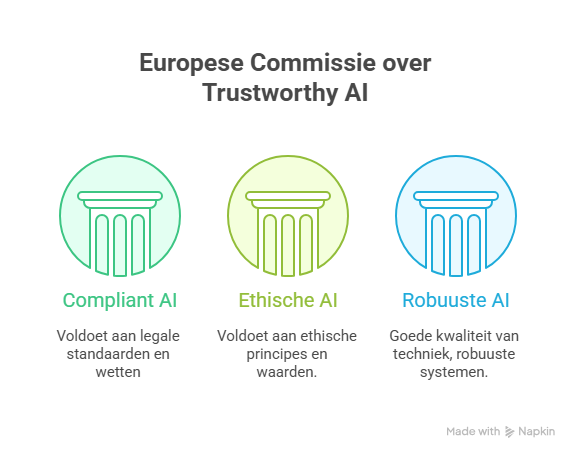 Europese Commissie over
Trustworthy AI
Compliant AI
Voldoet aan legale
standaarden en
wetten
Ethische AI
Voldoet aan ethische
principes en
waarden.
Robuuste AI
Goede kwaliteit van
techniek, robuuste
systemen.
Made with Napkin